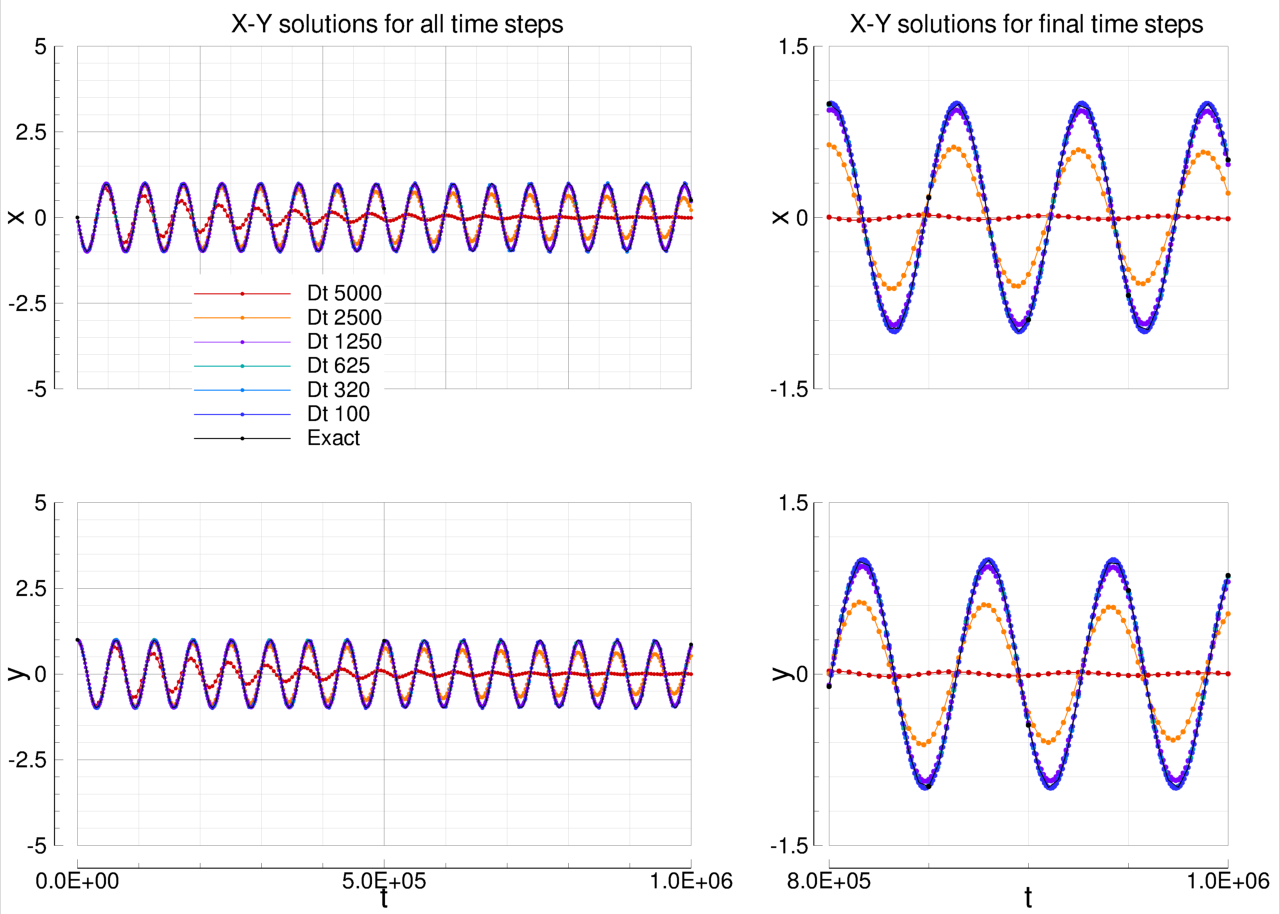 X-Y solutions for all time steps
5
2.5
0
-2.5
-5
x
Dt 5000
Dt 2500
Dt 1250
Dt 625
Dt 320
Dt 100
Exact
X-Y solutions for final time steps
1.5
0
-1.5
x
5
2.5
0
-2.5
-5
y
0.0E+00
5.0E+05
1.0E+06
t
1.5
0
-1.5
y
8.0E+05
1.0E+06
t